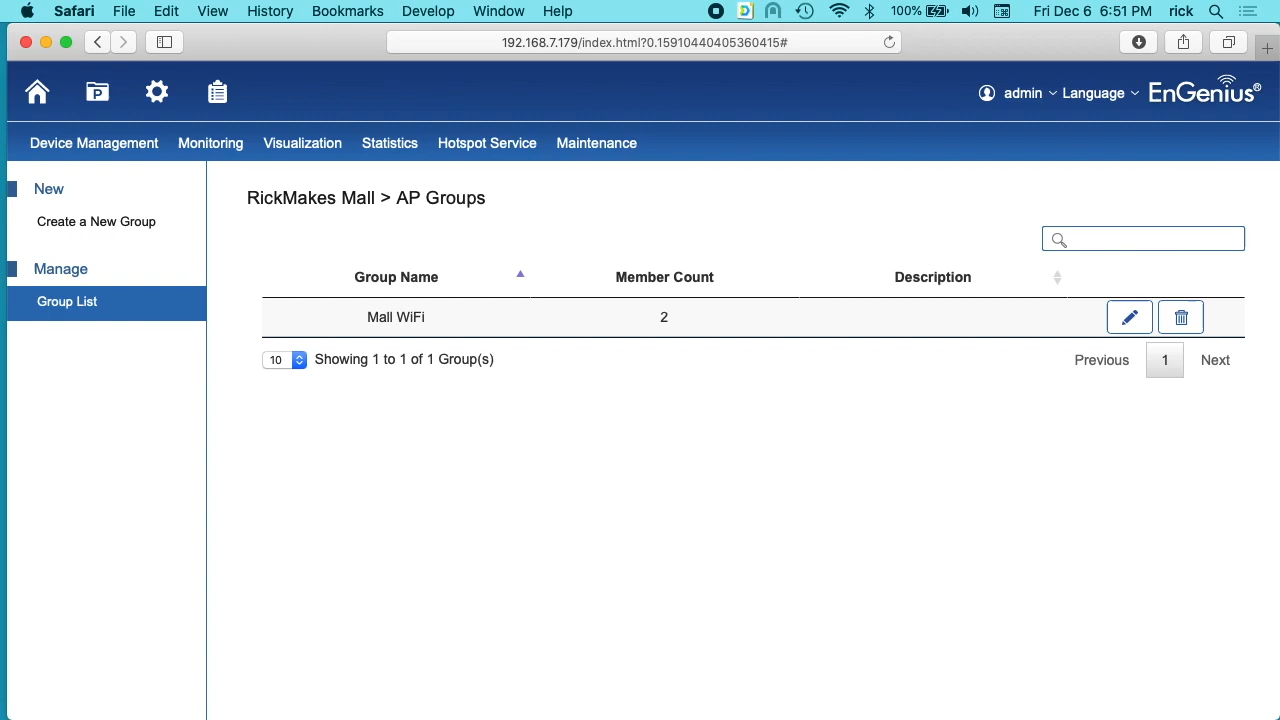 Safari File Edit View History Bookmarks Develop Window Help 100% Fri Dec 6 6:51 PM rick
192.168.7.179/index.html?0.15910440405360415#
P
admin Language EnGenius®
Device Management Monitoring Visualization Statistics Hotspot Service Maintenance
New
Create a New Group
Manage
Group List
RickMakes Mall > AP Groups
Group Name Member Count Description
Mall WiFi 2
10 Showing 1 to 1 of 1 Group(s) Previous 1 Next